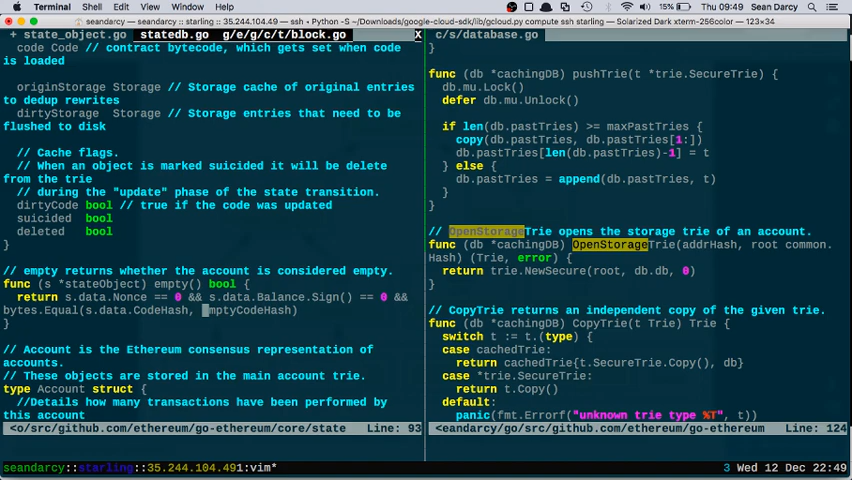 Terminal Shell Edit View Window Help 15% Thu 09:49 Sean Darcy
seandarcy — seandarcy :: starling :: 35.244.104.49 — ssh ‹ Python -S ~/Downloads/google-cloud-sdk/lib/gcloud.py compute ssh starling — Solarized Dark xterm-256color — 123×34
+ state_object.go statedb.go g/e/g/c/t/block.go X
code Code // contract bytecode, which gets set when code
is loaded
originStorage Storage // Storage cache of original entries
to dedup rewrites
dirtyStorage Storage // Storage entries that need to be
flushed to disk
// Cache flags.
// When an object is marked suicided it will be delete
from the trie
// during the "update" phase of the state transition.
dirtyCode bool // true if the code was updated
suicided bool
deleted bool
}
// empty returns whether the account is considered empty.
func (s *stateObject) empty() bool {
return s.data.Nonce == 0 && s.data.Balance.Sign() == 0 &&
bytes.Equal(s.data.CodeHash, emptyCodeHash)
}
// Account is the Ethereum consensus representation of
accounts.
// These objects are stored in the main account trie.
type Account struct {
//Details how many transactions have been performed by
this account
<o/src/github.com/ethereum/go-ethereum/core/state Line: 93
c/s/database.go
}
func (db *cachingDB) pushTrie(t *trie.SecureTrie) {
db.mu.Lock()
defer db.mu.Unlock()
if len(db.pastTries) >= maxPastTries {
copy(db.pastTries, db.pastTries[1:])
db.pastTries[len(db.pastTries)-1] = t
} else {
db.pastTries = append(db.pastTries, t)
}
}
// OpenStorageTrie opens the storage trie of an account.
func (db *cachingDB) OpenStorageTrie(addrHash, root common.
Hash) (Trie, error) {
return trie.NewSecure(root, db.db, 0)
}
// CopyTrie returns an independent copy of the given trie.
func (db *cachingDB) CopyTrie(t Trie) Trie {
switch t := t.(type) {
case cachedTrie:
return cachedTrie{t.SecureTrie.Copy(), db}
case *trie.SecureTrie:
return t.Copy()
default:
panic(fmt.Errorf("unknown trie type %T", t))
<eandarcy/go/src/github.com/ethereum/go-ethereum Line: 124
seandarcy::starling::35.244.104.491:vim* 3 Wed 12 Dec 22:49